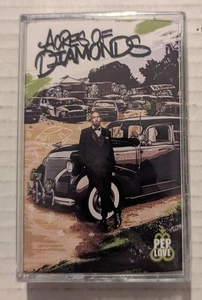 ACRES OF
DIAMONDS
PEP
LOVE